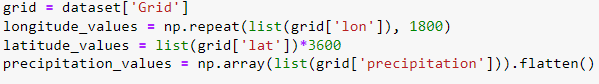 grid = dataset['Grid']
longitude_values = np.repeat(list(grid['lon']), 1800)
latitude_values = list(grid['lat'])*3600
precipitation_values = np.array(list(grid['precipitation'])).flatten()